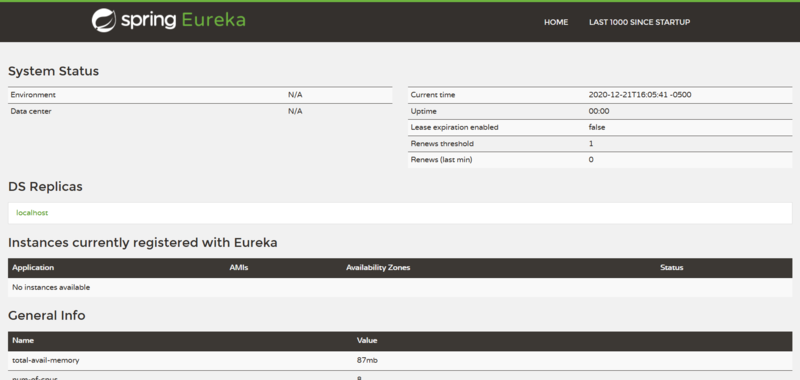 spring Eureka
HOME LAST 1000 SINCE STARTUP
System Status
Environment N/A
Data center N/A
Current time 2020-12-21T16:05:41 -0500
Uptime 00:00
Lease expiration enabled false
Renews threshold 1
Renews (last min) 0
DS Replicas
localhost
Instances currently registered with Eureka
Application AMIs Availability Zones Status
No instances available
General Info
Name Value
total-avail-memory 87mb
num-of-cpus 8